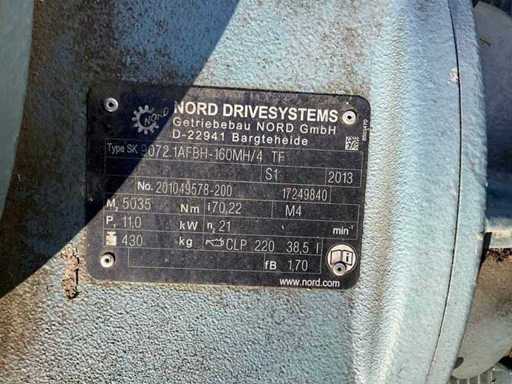 NORD
NORD DRIVESYSTEMS
Getriebebau NORD GmbH
D-22941 Bargteheide
Type SK 9072.1AFBH-160MH/4 TF
S1 2013
No. 201049578-200 17249840
M₂ 5035 Nm i 70,22 M4
P₁ 11,0 kW n₂ 21 min⁻¹
430 kg CLP 220 38,5 l
fB 1,70
i
www.nord.com